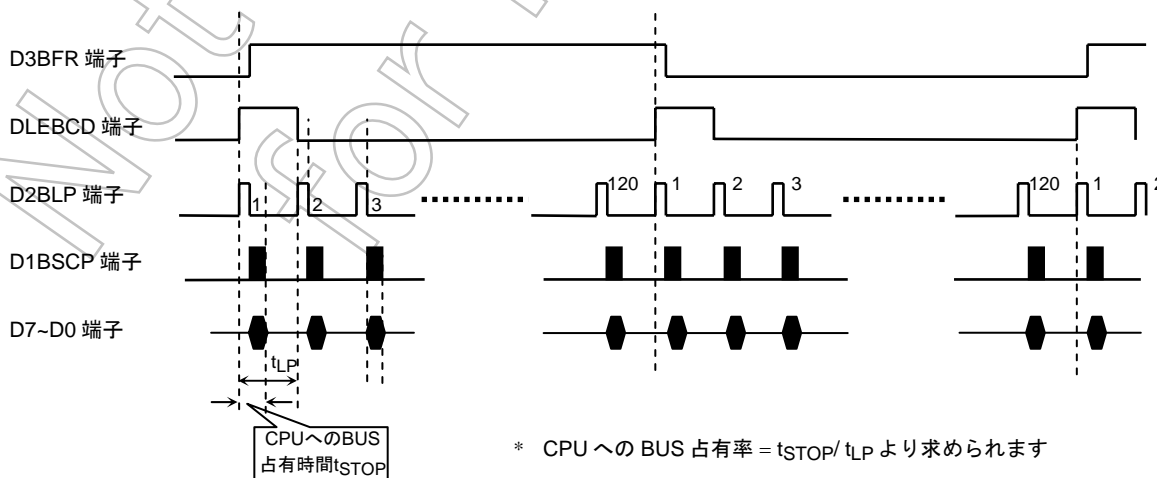 Not
for
D3BFR 端子
DLEBCD 端子
D2BLP 端子
1 2 3 120 1 2 3 120 1 2
D1BSCP 端子
D7~D0 端子
tLP
CPUへのBUS
占有時間tSTOP
* CPU への BUS 占有率 = tSTOP/ tLP より求められます